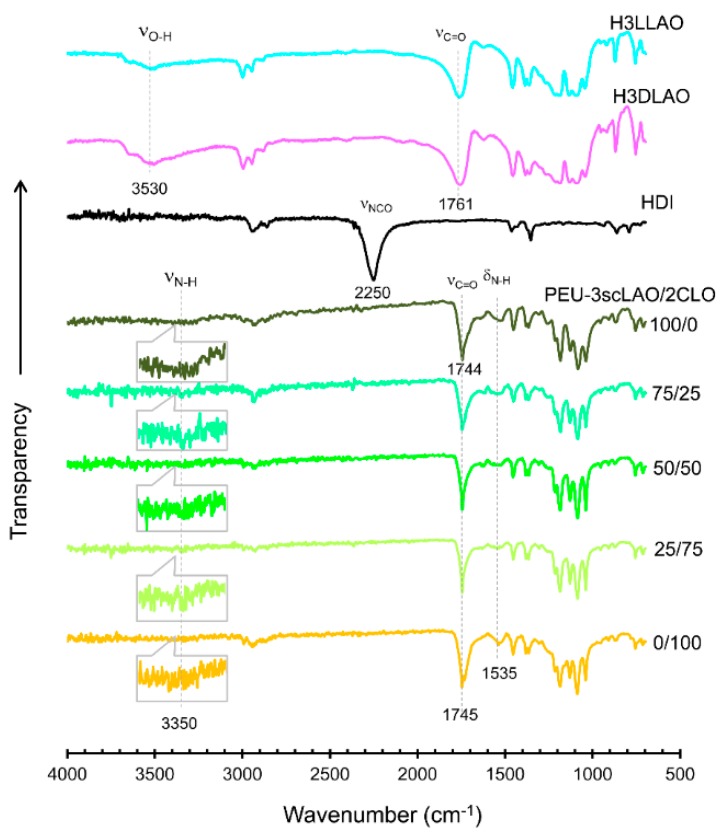 νO-H
νC=O
H3LLAO
H3DLAO
3530
1761
νNCO
HDI
2250
νN-H
νC=O
δN-H
PEU-3scLAO/2CLO
100/0
1744
75/25
50/50
25/75
0/100
1535
3350
1745
Transparency
4000 3500 3000 2500 2000 1500 1000 500
Wavenumber (cm⁻¹)